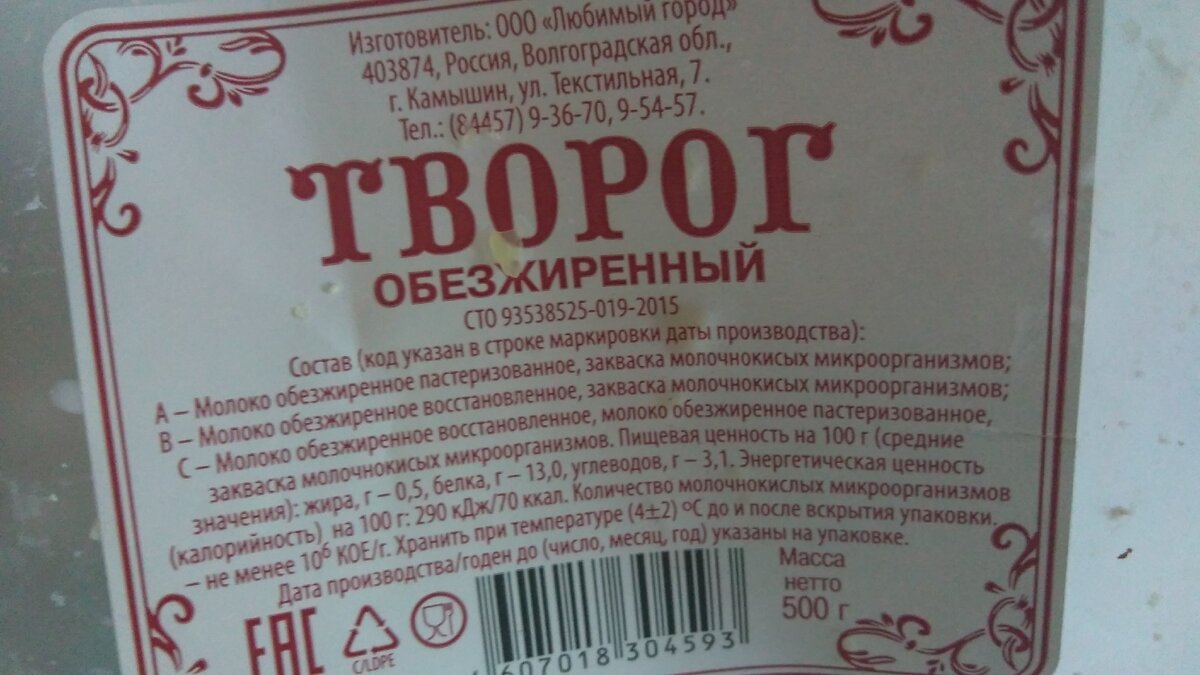 Изготовитель: ООО «Любимый город»
403874, Россия, Волгоградская обл.,
г. Камышин, ул. Текстильная, 7.
Тел.: (84457) 9-36-70, 9-54-57.
ТВОРОГ
ОБЕЗЖИРЕННЫЙ
СТО 93538525-019-2015
Состав (код указан в строке маркировки даты производства):
А – Молоко обезжиренное пастеризованное, закваска молочнокисых микроорганизмов;
В – Молоко обезжиренное восстановленное, закваска молочнокисых микроорганизмов;
С – Молоко обезжиренное восстановленное, молоко обезжиренное пастеризованное,
закваска молочнокисых микроорганизмов. Пищевая ценность на 100 г (средние
значения): жира, г – 0,5, белка, г – 13,0, углеводов, г – 3,1. Энергетическая ценность
(калорийность) на 100 г: 290 кДж/70 ккал. Количество молочнокислых микроорганизмов
– не менее 10⁶ КОЕ/г. Хранить при температуре (4±2) °С до и после вскрытия упаковки.
Дата производства/годен до (число, месяц, год) указаны на упаковке.
Масса
нетто
500 г
ЕАС
C/LDPE
607018 304593